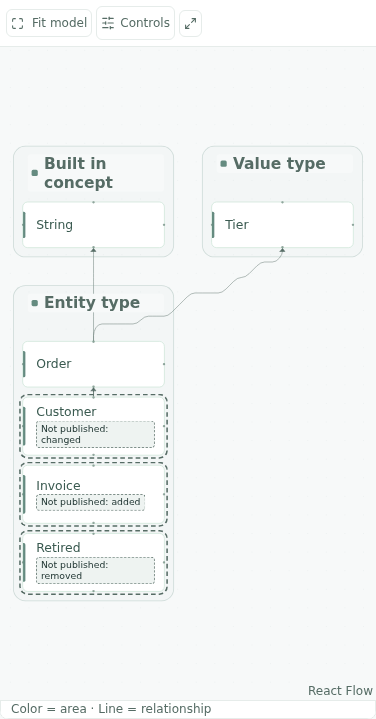 Fit model
Controls
Built in
concept
String
Value type
Tier
Entity type
Order
Customer
Not published:
changed
Invoice
Not published: added
Retired
Not published:
removed
React Flow
Color = area · Line = relationship